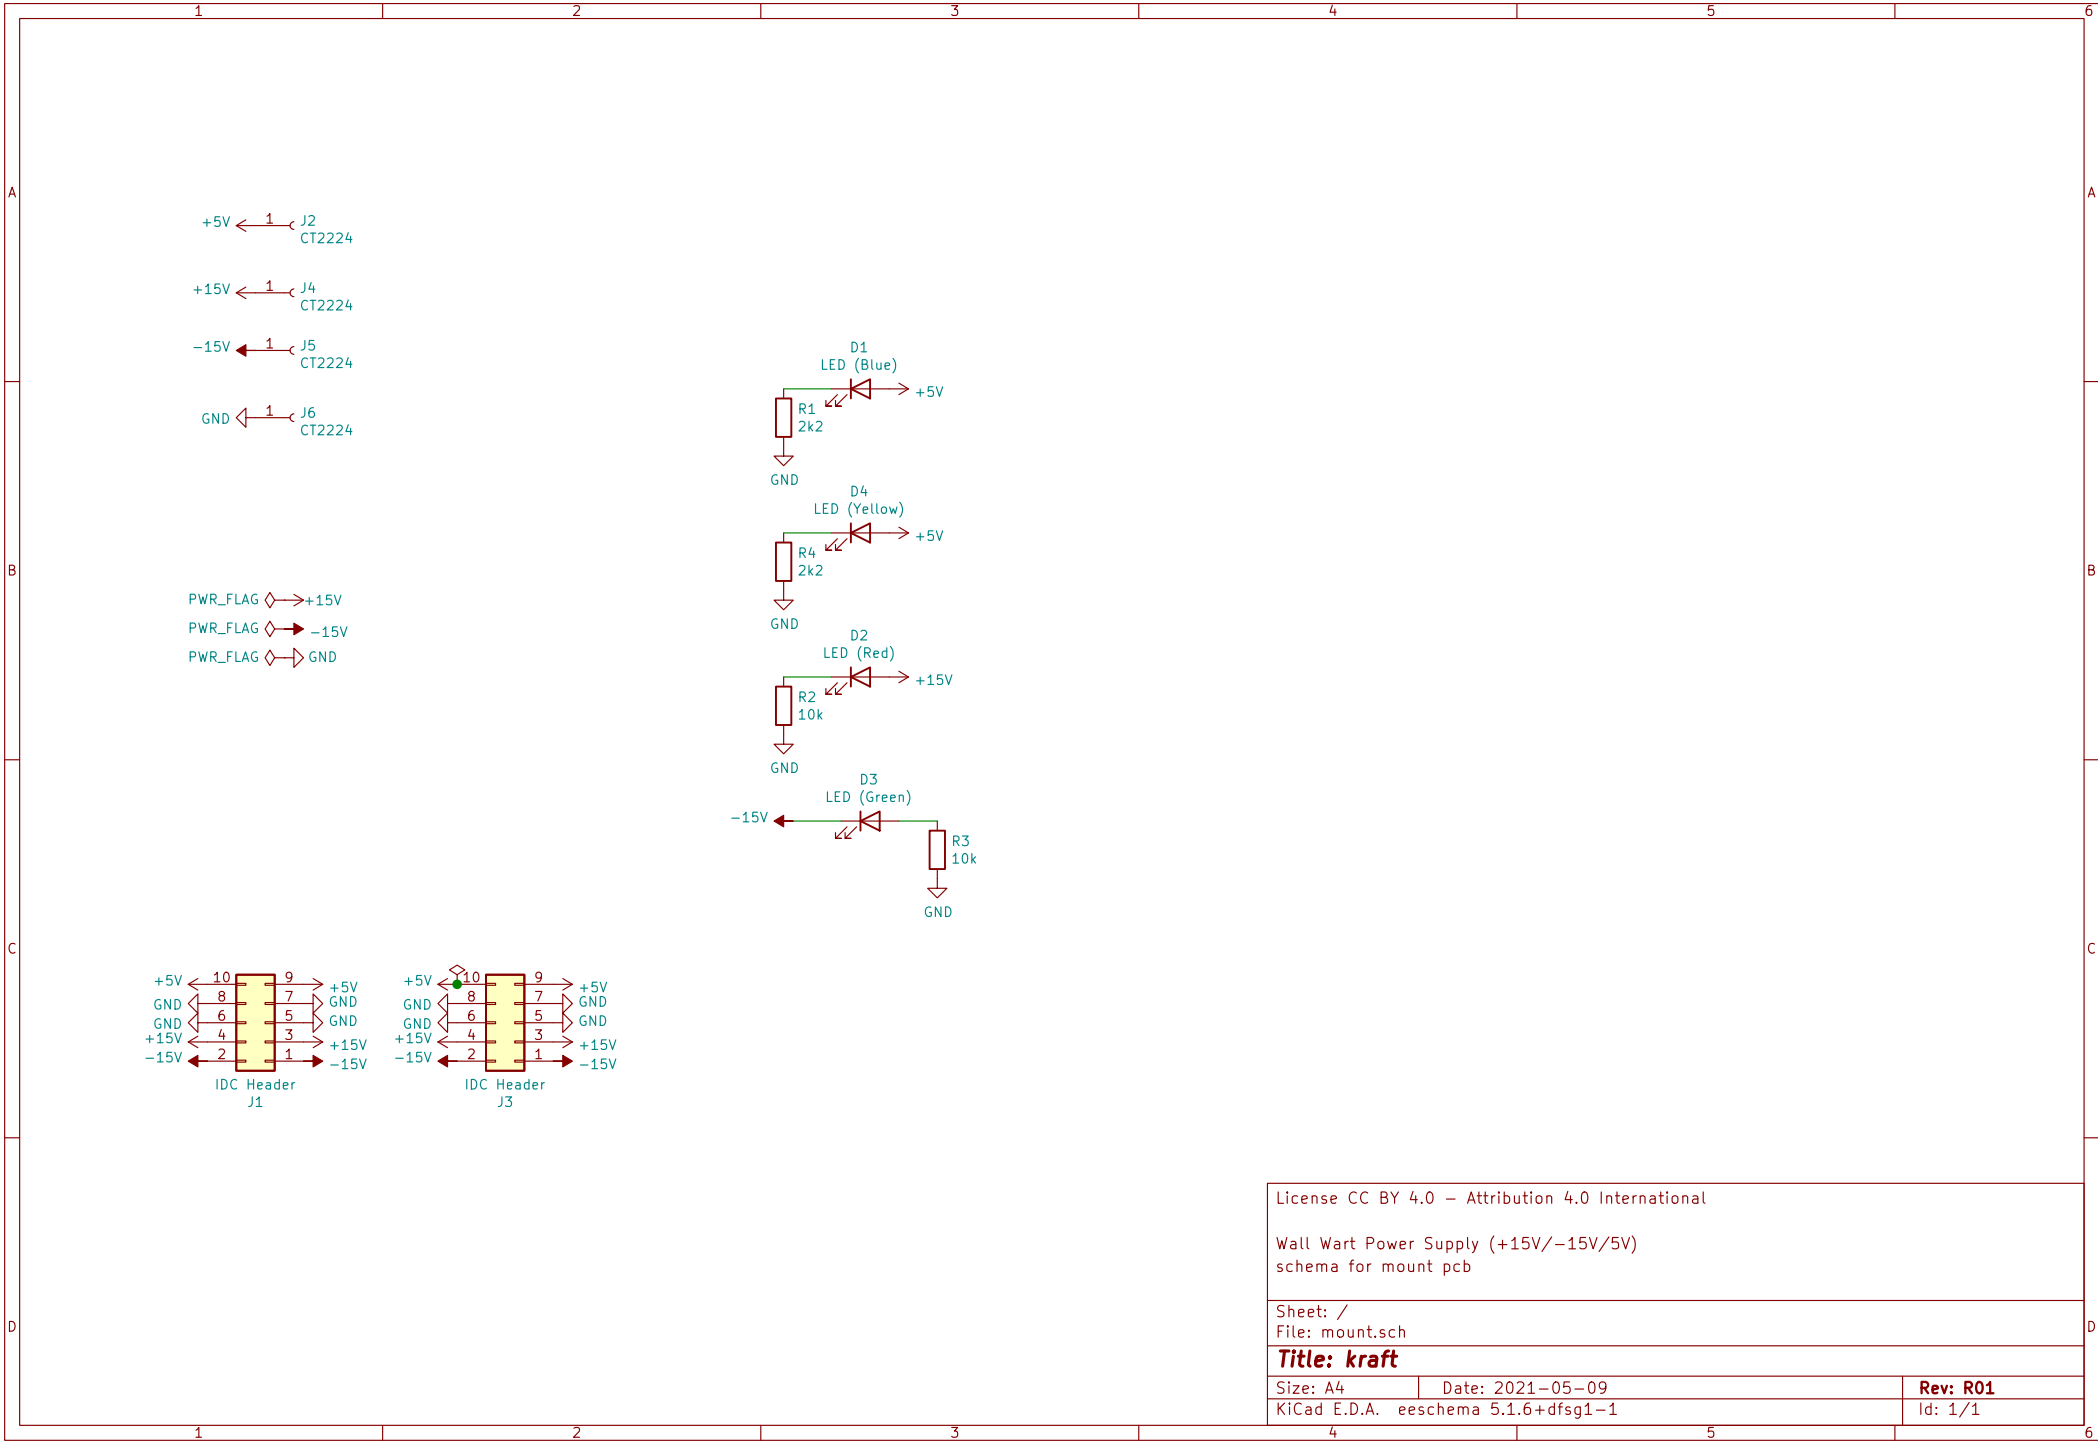 1 2 3 4 5 6
A A
+5V 1 J2
CT2224
+15V 1 J4
CT2224
-15V 1 J5
CT2224
GND 1 J6
CT2224
D1
LED (Blue)
+5V
R1
2k2
GND
D4
LED (Yellow)
+5V
R4
2k2
GND
B B
PWR_FLAG +15V
PWR_FLAG -15V
PWR_FLAG GND
D2
LED (Red)
+15V
R2
10k
GND
D3
LED (Green)
-15V
R3
10k
GND
C C
+5V 10 9 +5V
GND 8 7 GND
GND 6 5 GND
+15V 4 3 +15V
-15V 2 1 -15V
IDC Header
J1
+5V 10 9 +5V
GND 8 7 GND
GND 6 5 GND
+15V 4 3 +15V
-15V 2 1 -15V
IDC Header
J3
License CC BY 4.0 - Attribution 4.0 International
Wall Wart Power Supply (+15V/-15V/5V)
schema for mount pcb
Sheet: /
File: mount.sch
D D
Title: kraft
Size: A4 Date: 2021-05-09 Rev: R01
KiCad E.D.A. eeschema 5.1.6+dfsg1-1 Id: 1/1
1 2 3 4 5 6